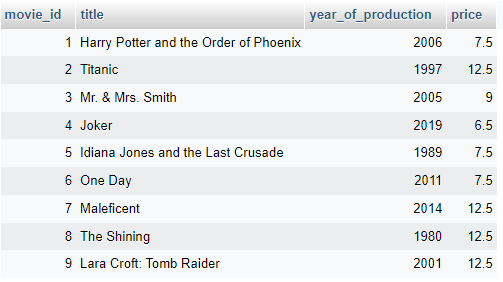 movie_id title year_of_production price
1 Harry Potter and the Order of Phoenix 2006 7.5
2 Titanic 1997 12.5
3 Mr. & Mrs. Smith 2005 9
4 Joker 2019 6.5
5 Idiana Jones and the Last Crusade 1989 7.5
6 One Day 2011 7.5
7 Maleficent 2014 12.5
8 The Shining 1980 12.5
9 Lara Croft: Tomb Raider 2001 12.5